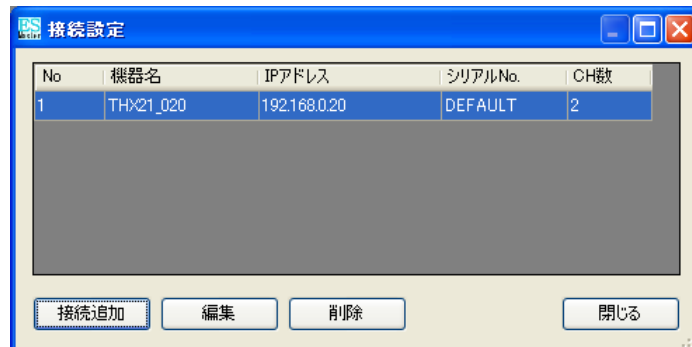 ES 接続設定
No 機器名 IPアドレス シリアルNo. CH数
1 THX21_020 192.168.0.20 DEFAULT 2
接続追加 編集 削除 閉じる